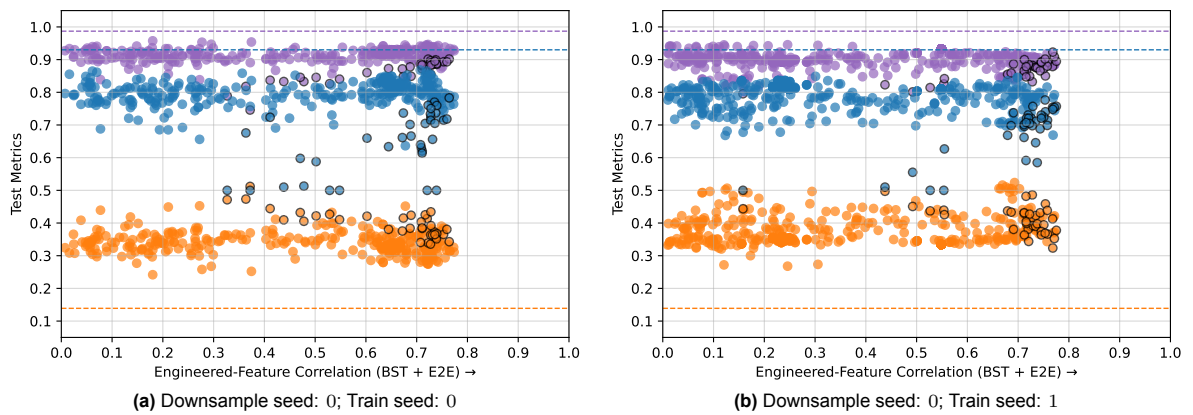 1.0
0.9
0.8
0.7
0.6
0.5
0.4
0.3
0.2
0.1
Test Metrics
0.0 0.1 0.2 0.3 0.4 0.5 0.6 0.7 0.8 0.9 1.0
Engineered-Feature Correlation (BST + E2E) →
(a) Downsample seed: 0; Train seed: 0
1.0
0.9
0.8
0.7
0.6
0.5
0.4
0.3
0.2
0.1
Test Metrics
0.0 0.1 0.2 0.3 0.4 0.5 0.6 0.7 0.8 0.9 1.0
Engineered-Feature Correlation (BST + E2E) →
(b) Downsample seed: 0; Train seed: 1